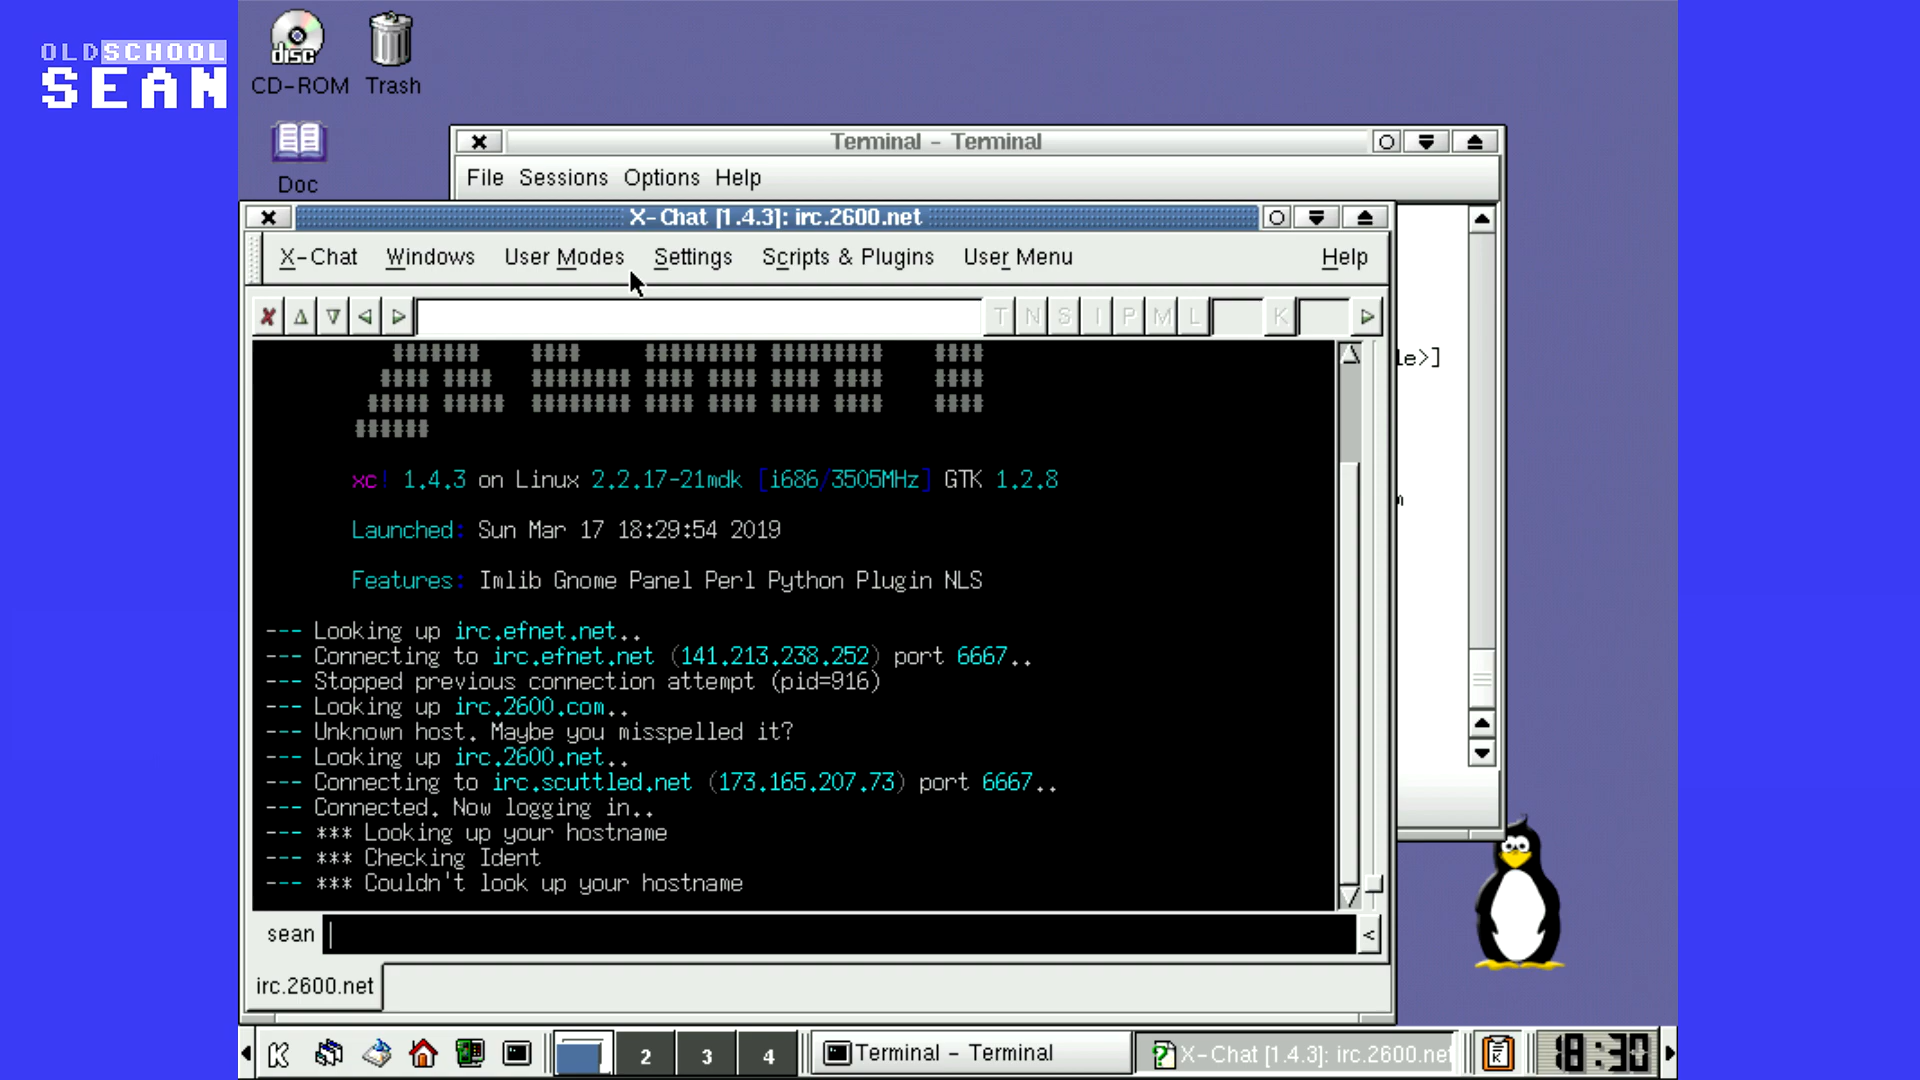 OLDSCHOOL
SEAN
disc
CD-ROM
Trash
Doc
Terminal - Terminal
File Sessions Options Help
X-Chat [1.4.3]: irc.2600.net
X-Chat Windows User Modes Settings Scripts & Plugins User Menu Help
T N S I P M L K
le>]
xc! 1.4.3 on Linux 2.2.17-21mdk [i686/3505MHz] GTK 1.2.8
Launched: Sun Mar 17 18:29:54 2019
Features: Imlib Gnome Panel Perl Python Plugin NLS
--- Looking up irc.efnet.net..
--- Connecting to irc.efnet.net (141.213.238.252) port 6667..
--- Stopped previous connection attempt (pid=916)
--- Looking up irc.2600.com..
--- Unknown host. Maybe you misspelled it?
--- Looking up irc.2600.net..
--- Connecting to irc.scuttled.net (173.165.207.73) port 6667..
--- Connected. Now logging in..
--- *** Looking up your hostname
--- *** Checking Ident
--- *** Couldn't look up your hostname
sean
<
irc.2600.net
K
2
3
4
Terminal - Terminal
X-Chat [1.4.3]: irc.2600.net
18:30